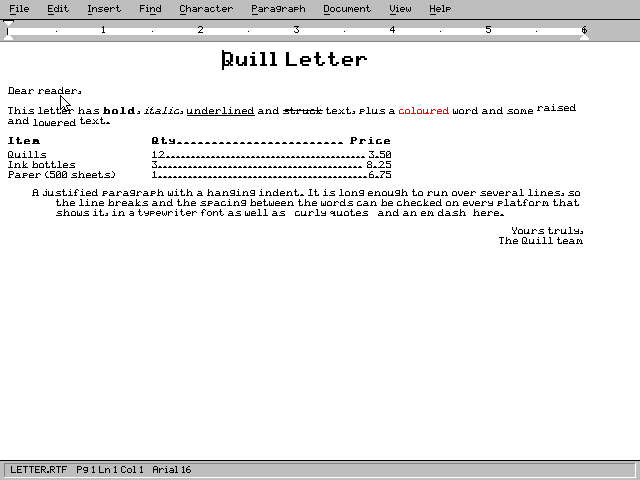 File Edit Insert Find Character Paragraph Document View Help
1 2 3 4 5 6
Quill Letter
Dear reader,
This letter has bold, italic, underlined and struck text, plus a coloured word and some raised
and lowered text.
Item Qty........................ Price
Quills 12........................................ 3.50
Ink bottles 3........................................ 8.25
Paper (500 sheets) 1........................................ 6.75
A justified paragraph with a hanging indent. It is long enough to run over several lines, so
the line breaks and the spacing between the words can be checked on every platform that
shows it, in a typewriter font as well as curly quotes and an em dash here.
Yours truly,
The Quill team
LETTER.RTF Pg 1 Ln 1 Col 1 Arial 16